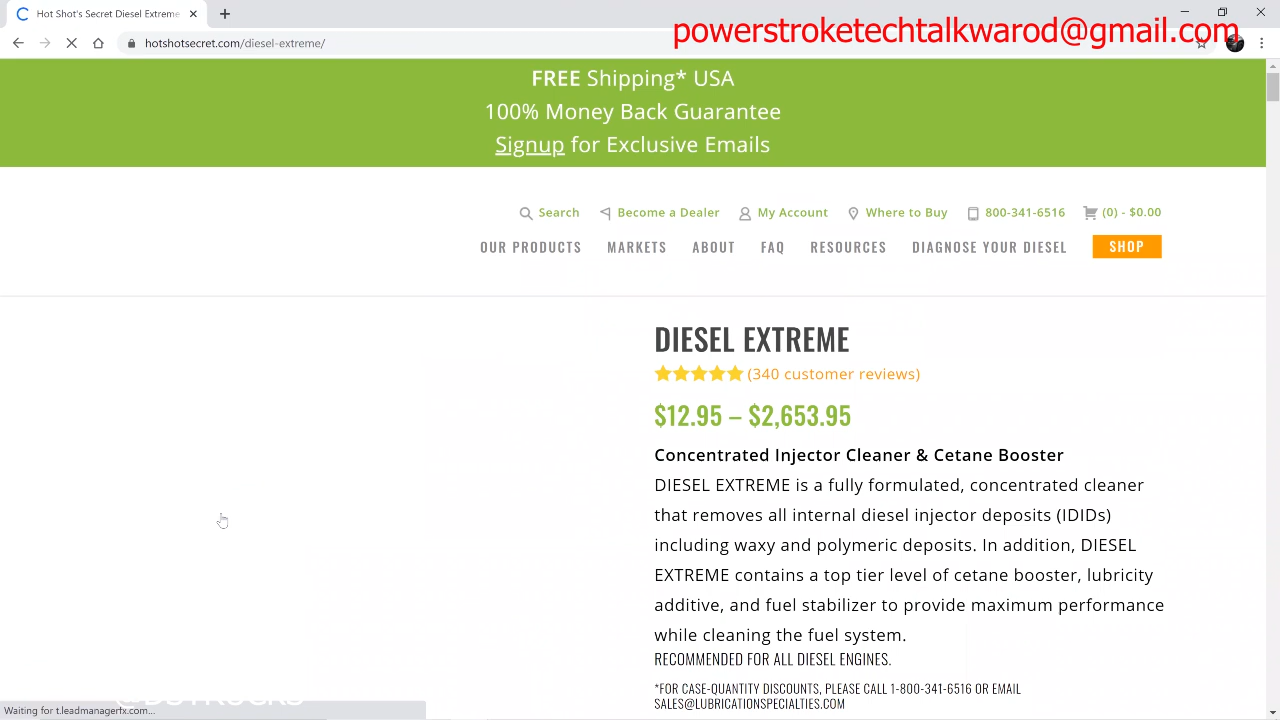 Hot Shot's Secret Diesel Extreme
powerstroketechtalkwarod@gmail.com
hotshotsecret.com/diesel-extreme/
FREE Shipping* USA
100% Money Back Guarantee
Signup for Exclusive Emails
Search Become a Dealer My Account Where to Buy 800-341-6516 (0) - $0.00
OUR PRODUCTS MARKETS ABOUT FAQ RESOURCES DIAGNOSE YOUR DIESEL SHOP
DIESEL EXTREME
(340 customer reviews)
$12.95 – $2,653.95
Concentrated Injector Cleaner & Cetane Booster
DIESEL EXTREME is a fully formulated, concentrated cleaner
that removes all internal diesel injector deposits (IDIDs)
including waxy and polymeric deposits. In addition, DIESEL
EXTREME contains a top tier level of cetane booster, lubricity
additive, and fuel stabilizer to provide maximum performance
while cleaning the fuel system.
RECOMMENDED FOR ALL DIESEL ENGINES.
*FOR CASE-QUANTITY DISCOUNTS, PLEASE CALL 1-800-341-6516 OR EMAIL
SALES@LUBRICATIONSPECIALTIES.COM
Waiting for t.leadmanagerfx.com...